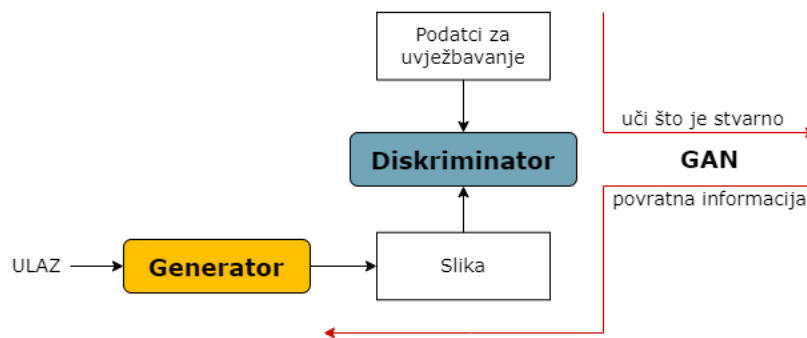 Podatci za
uvježbavanje
uči što je stvarno
Diskriminator
GAN
povratna informacija
ULAZ
Generator
Slika